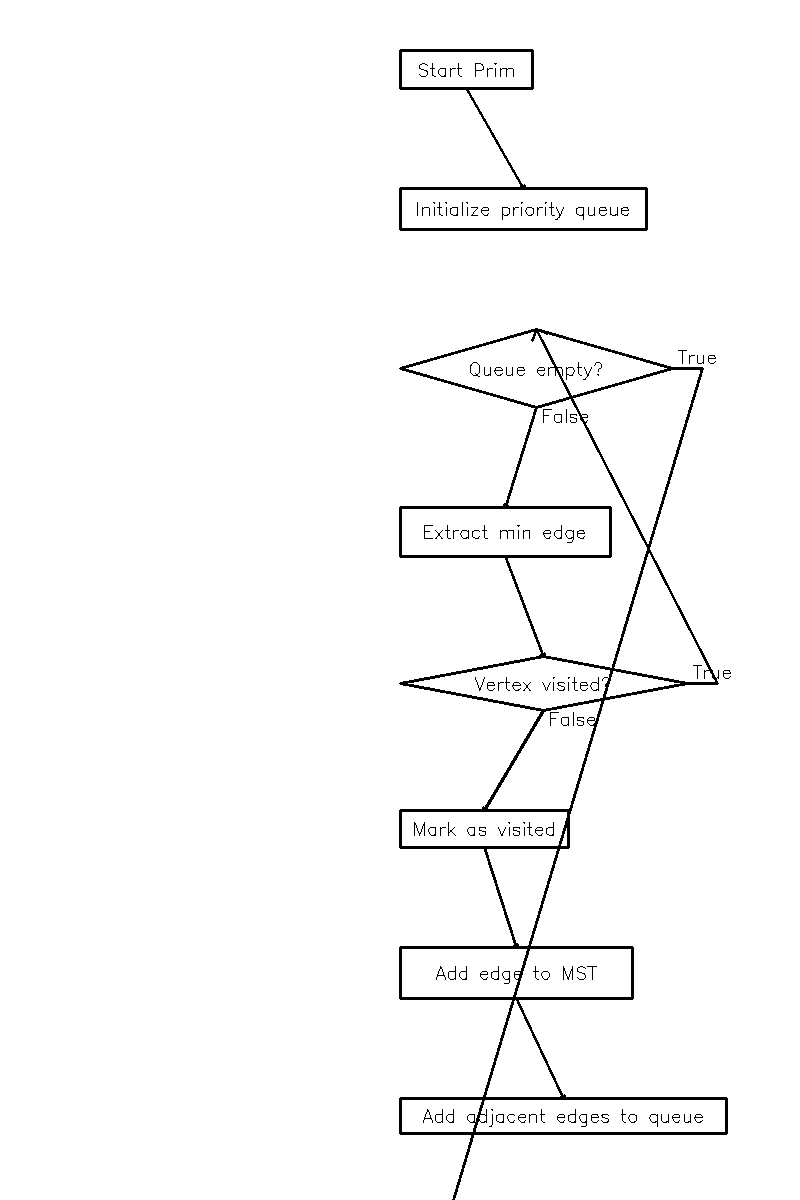 Start Prim
Initialize priority queue
Queue empty?
True
False
Extract min edge
Vertex visited?
True
False
Mark as visited
Add edge to MST
Add adjacent edges to queue